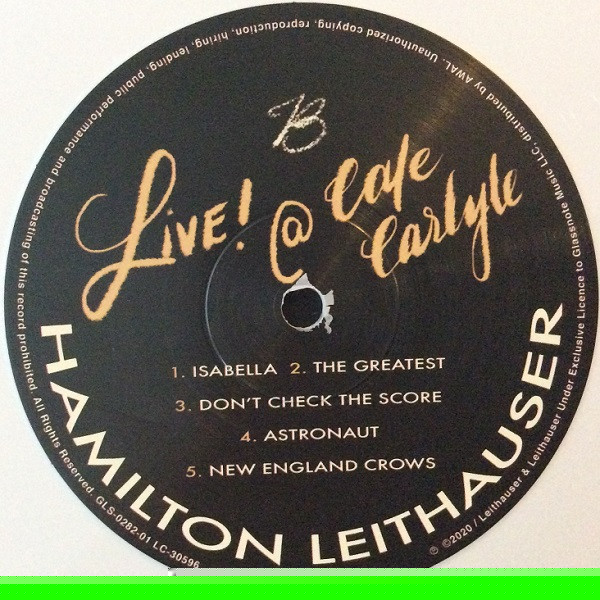 B
Live! @ Cafe Carlyle
1. ISABELLA 2. THE GREATEST
3. DON'T CHECK THE SCORE
4. ASTRONAUT
5. NEW ENGLAND CROWS
HAMILTON LEITHAUSER
℗ ©2020 / Leithauser & Leithauser Under Exclusive Licence to Glassnote Music LLC, distributed by AWAL. Unauthorized copying, reproduction, hiring, lending, public performance and broadcasting of this record prohibited. All Rights Reserved. GLS-0282-01 LC-30596